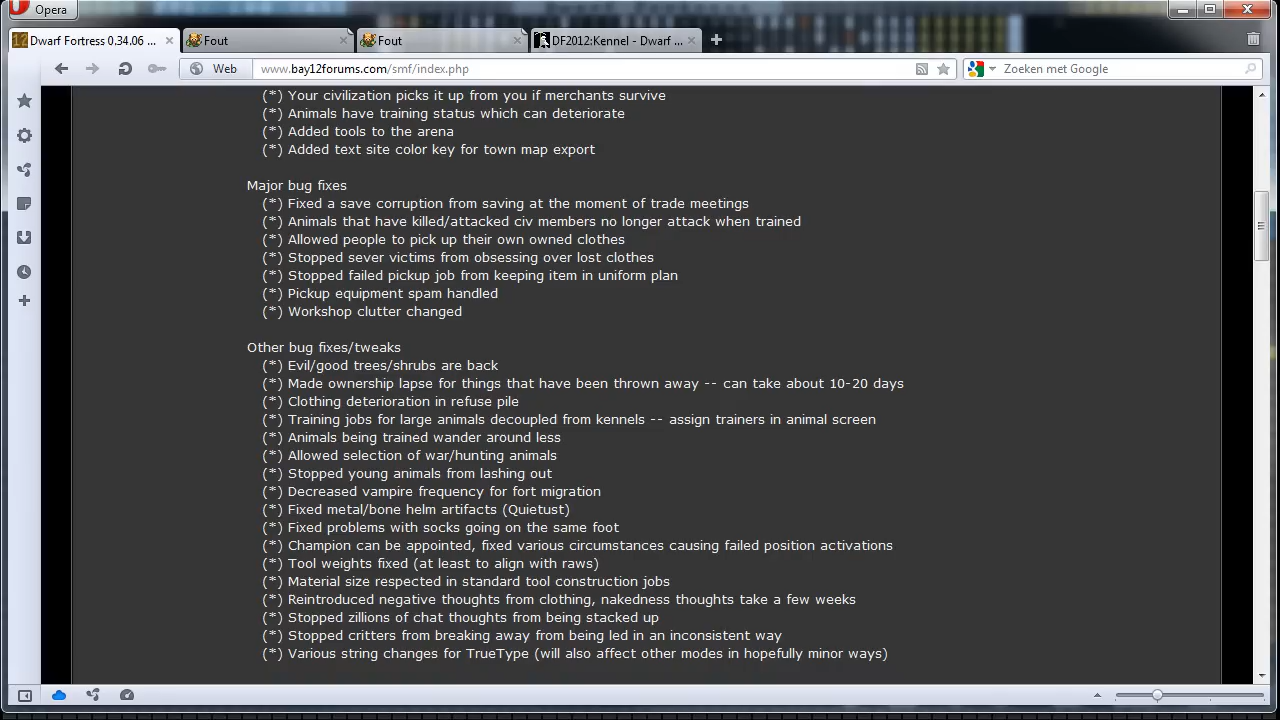 Opera
Dwarf Fortress 0.34.06 ...
Fout
Fout
DF2012:Kennel - Dwarf ...
Web
www.bay12forums.com/smf/index.php
Zoeken met Google
(*) Your civilization picks it up from you if merchants survive
(*) Animals have training status which can deteriorate
(*) Added tools to the arena
(*) Added text site color key for town map export
Major bug fixes
(*) Fixed a save corruption from saving at the moment of trade meetings
(*) Animals that have killed/attacked civ members no longer attack when trained
(*) Allowed people to pick up their own owned clothes
(*) Stopped sever victims from obsessing over lost clothes
(*) Stopped failed pickup job from keeping item in uniform plan
(*) Pickup equipment spam handled
(*) Workshop clutter changed
Other bug fixes/tweaks
(*) Evil/good trees/shrubs are back
(*) Made ownership lapse for things that have been thrown away -- can take about 10-20 days
(*) Clothing deterioration in refuse pile
(*) Training jobs for large animals decoupled from kennels -- assign trainers in animal screen
(*) Animals being trained wander around less
(*) Allowed selection of war/hunting animals
(*) Stopped young animals from lashing out
(*) Decreased vampire frequency for fort migration
(*) Fixed metal/bone helm artifacts (Quietust)
(*) Fixed problems with socks going on the same foot
(*) Champion can be appointed, fixed various circumstances causing failed position activations
(*) Tool weights fixed (at least to align with raws)
(*) Material size respected in standard tool construction jobs
(*) Reintroduced negative thoughts from clothing, nakedness thoughts take a few weeks
(*) Stopped zillions of chat thoughts from being stacked up
(*) Stopped critters from breaking away from being led in an inconsistent way
(*) Various string changes for TrueType (will also affect other modes in hopefully minor ways)